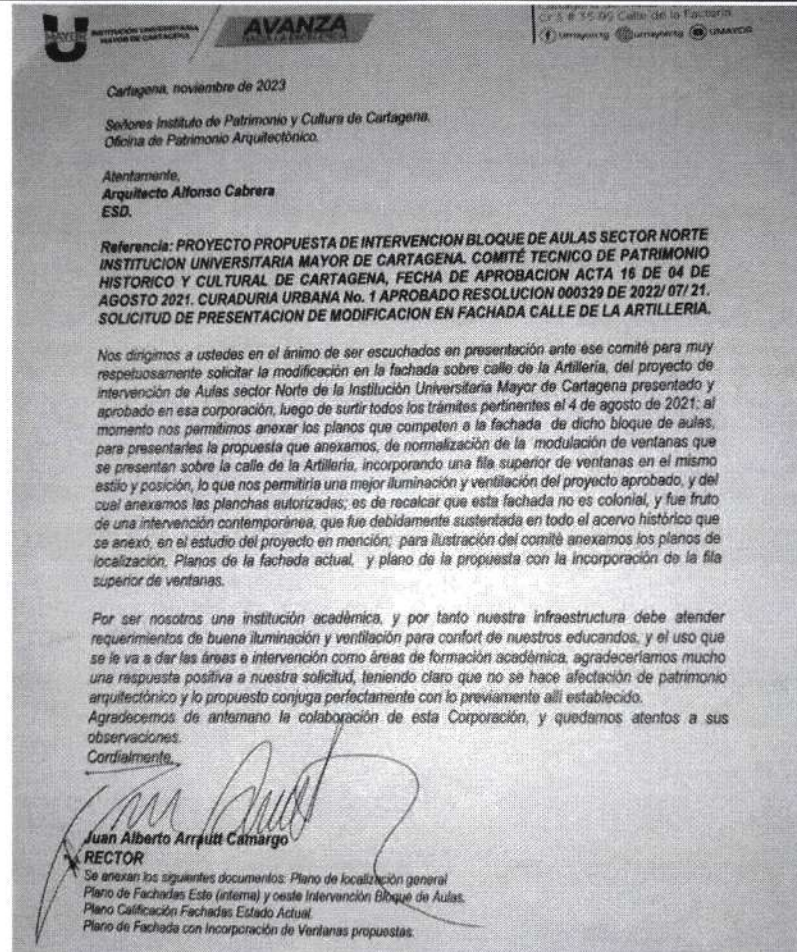 U
MAYOR
INSTITUCIÓN UNIVERSITARIA
MAYOR DE CARTAGENA
AVANZA
Cr 3 # 35-95 Calle de la Factoría
umayorctg umayorctg UMAYOR
Cartagena, noviembre de 2023
Señores Instituto de Patrimonio y Cultura de Cartagena.
Oficina de Patrimonio Arquitectónico.
Atentamente,
Arquitecto Alfonso Cabrera
ESD.
Referencia: PROYECTO PROPUESTA DE INTERVENCION BLOQUE DE AULAS SECTOR NORTE
INSTITUCION UNIVERSITARIA MAYOR DE CARTAGENA. COMITÉ TECNICO DE PATRIMONIO
HISTORICO Y CULTURAL DE CARTAGENA, FECHA DE APROBACION ACTA 16 DE 04 DE
AGOSTO 2021. CURADURIA URBANA No. 1 APROBADO RESOLUCION 000329 DE 2022/ 07/ 21.
SOLICITUD DE PRESENTACION DE MODIFICACION EN FACHADA CALLE DE LA ARTILLERIA.
Nos dirigimos a ustedes en el ánimo de ser escuchados en presentación ante ese comité para muy
respetuosamente solicitar la modificación en la fachada sobre calle de la Artillería, del proyecto de
intervención de Aulas sector Norte de la Institución Universitaria Mayor de Cartagena presentado y
aprobado en esa corporación, luego de surtir todos los trámites pertinentes el 4 de agosto de 2021; al
momento nos permitimos anexar los planos que competen a la fachada de dicho bloque de aulas,
para presentarles la propuesta que anexamos, de normalización de la modulación de ventanas que
se presentan sobre la calle de la Artillería, incorporando una fila superior de ventanas en el mismo
estilo y posición, lo que nos permitiría una mejor iluminación y ventilación del proyecto aprobado, y del
cual anexamos las planchas autorizadas; es de recalcar que esta fachada no es colonial, y fue fruto
de una intervención contemporánea, que fue debidamente sustentada en todo el acervo histórico que
se anexó, en el estudio del proyecto en mención; para ilustración del comité anexamos los planos de
localización, Planos de la fachada actual, y plano de la propuesta con la incorporación de la fila
superior de ventanas.
Por ser nosotros una institución académica, y por tanto nuestra infraestructura debe atender
requerimientos de buena iluminación y ventilación para confort de nuestros educandos, y el uso que
se le va a dar las áreas e intervención como áreas de formación académica, agradeceríamos mucho
una respuesta positiva a nuestra solicitud, teniendo claro que no se hace afectación de patrimonio
arquitectónico y lo propuesto conjuga perfectamente con lo previamente allí establecido.
Agradecemos de antemano la colaboración de esta Corporación, y quedamos atentos a sus
observaciones.
Cordialmente,
Juan Alberto Arrautt Camargo
RECTOR
Se anexan los siguientes documentos: Plano de localización general
Plano de Fachadas Este (interna) y oeste Intervención Bloque de Aulas.
Plano Calificación Fachadas Estado Actual.
Plano de Fachada con Incorporación de Ventanas propuestas.